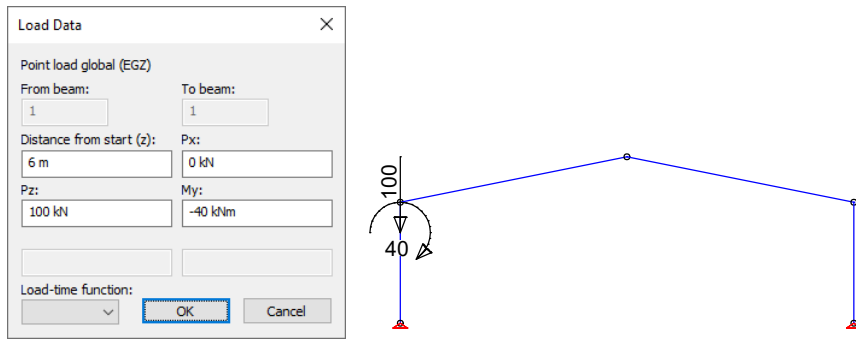 Load Data
Point load global (EGZ)
From beam: To beam:
1 1
Distance from start (z): Px:
6 m 0 kN
Pz: My:
100 kN -40 kNm
Load-time function:
OK Cancel
100
40